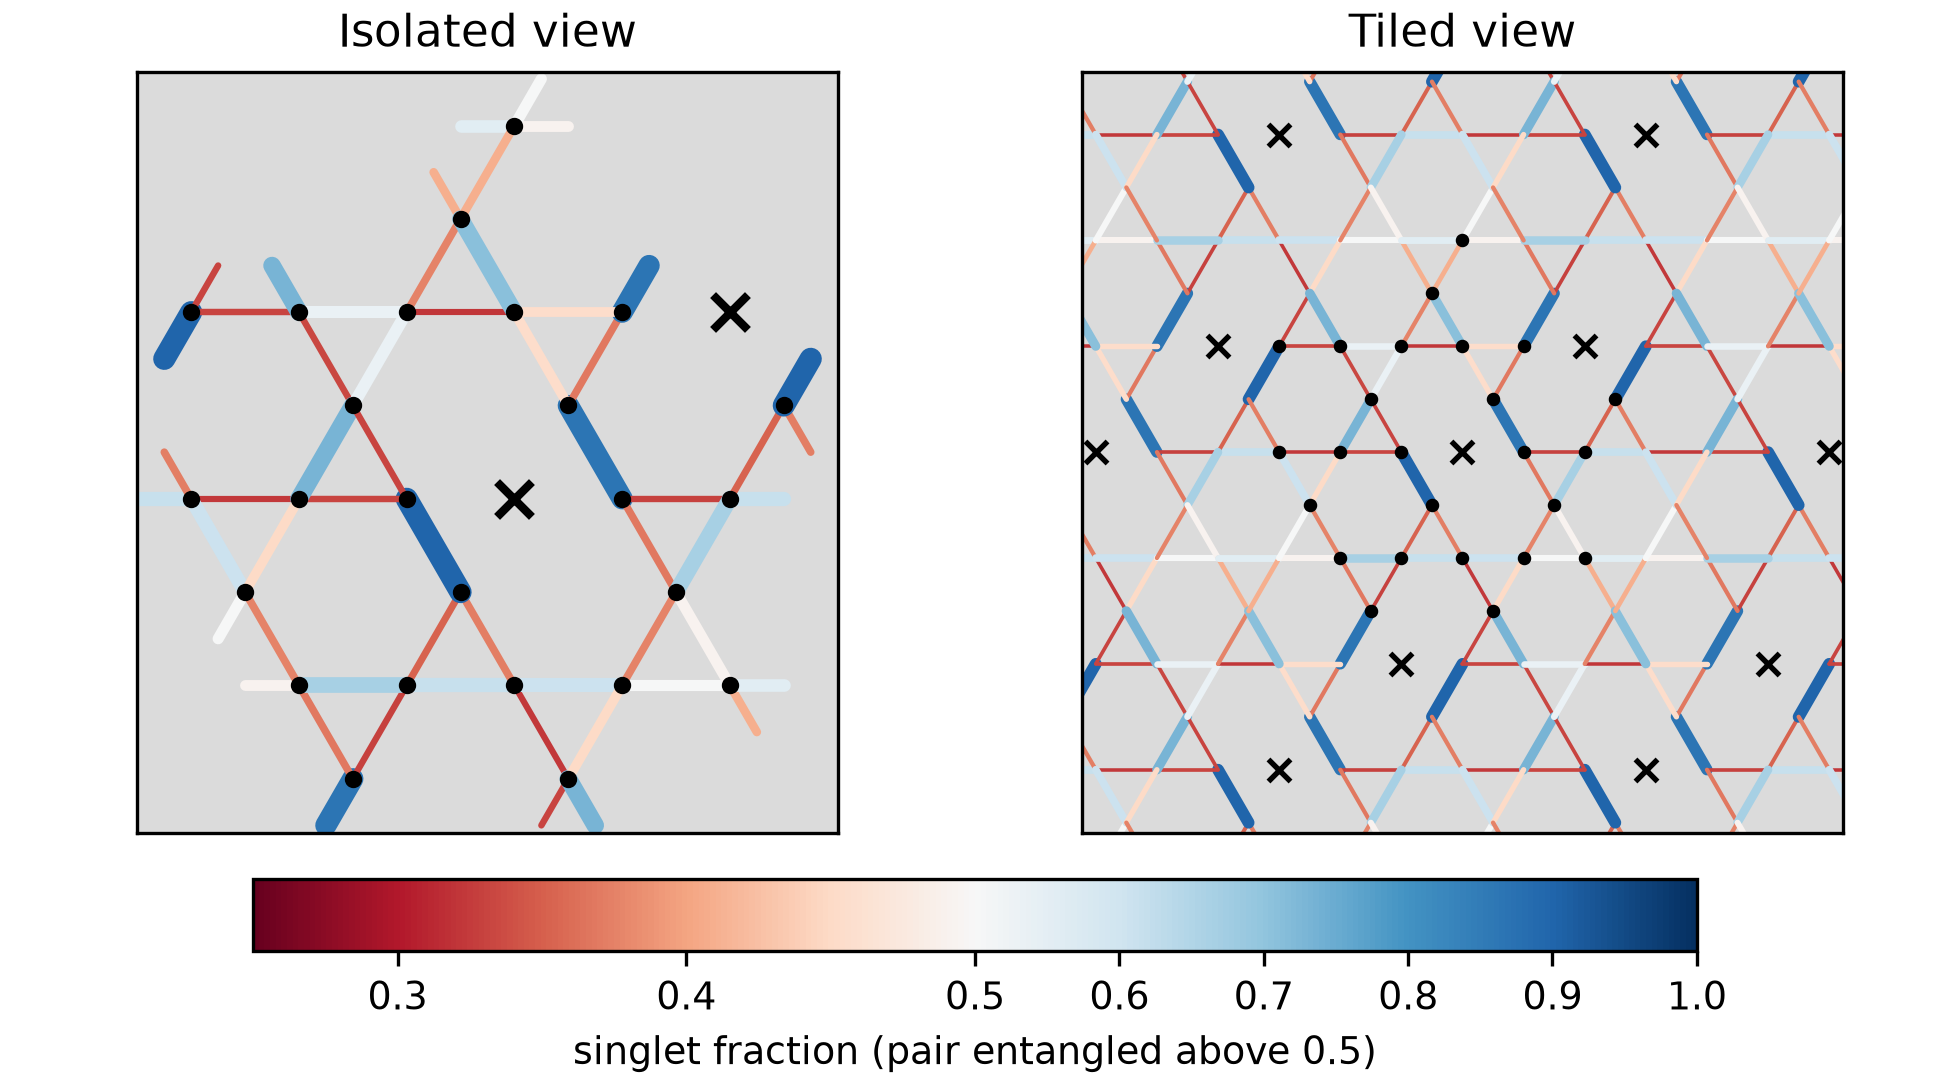 Isolated view
Tiled view
0.3 0.4 0.5 0.6 0.7 0.8 0.9 1.0
singlet fraction (pair entangled above 0.5)